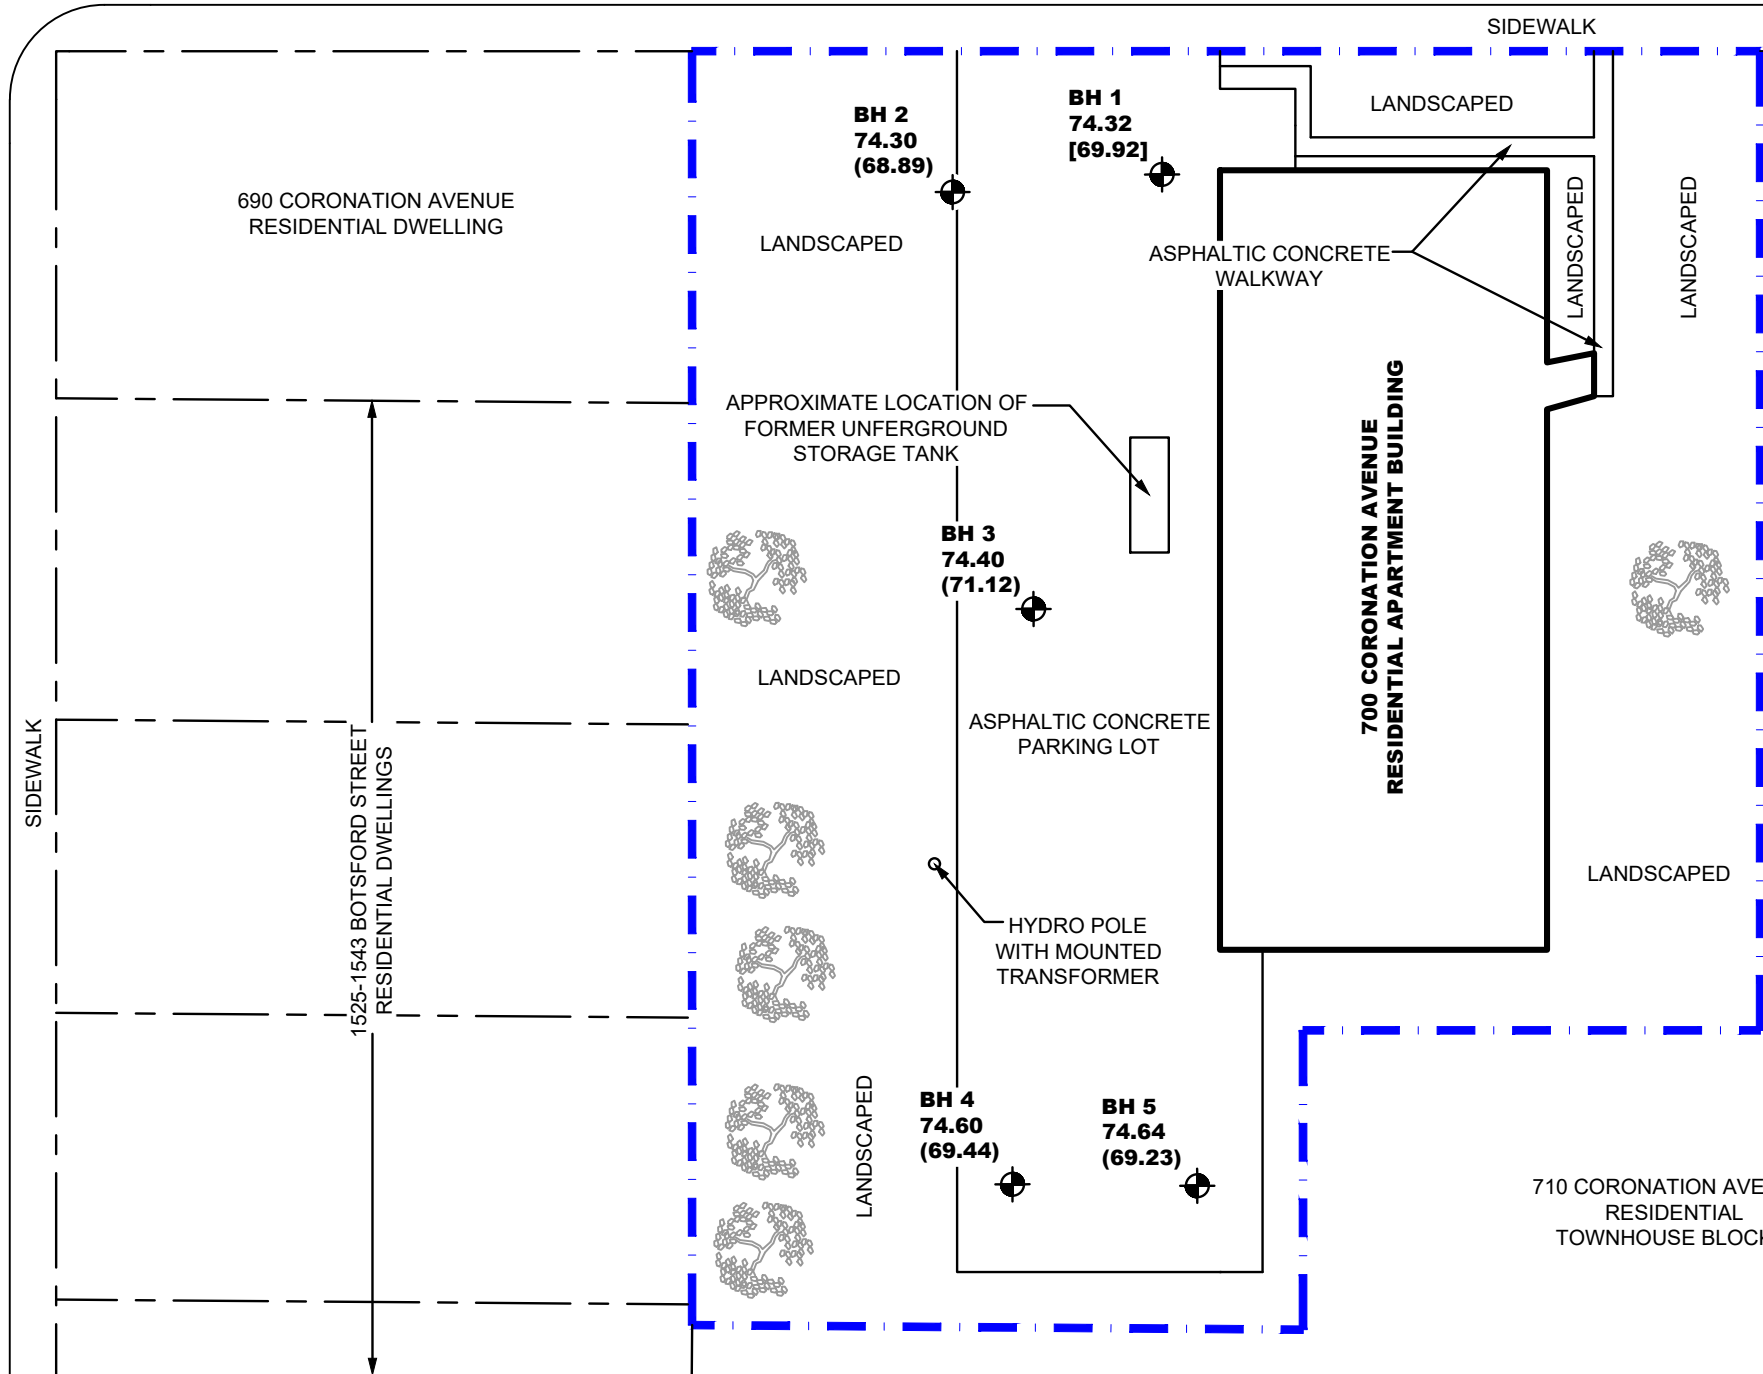 SIDEWALK
BH 2
74.30
(68.89)
BH 1
74.32
[69.92]
LANDSCAPED
690 CORONATION AVENUE
RESIDENTIAL DWELLING
LANDSCAPED
ASPHALTIC CONCRETE
WALKWAY
LANDSCAPED
LANDSCAPED
APPROXIMATE LOCATION OF
FORMER UNFERGROUND
STORAGE TANK
700 CORONATION AVENUE
RESIDENTIAL APARTMENT BUILDING
BH 3
74.40
(71.12)
LANDSCAPED
ASPHALTIC CONCRETE
PARKING LOT
SIDEWALK
1525-1543 BOTSFORD STREET
RESIDENTIAL DWELLINGS
LANDSCAPED
HYDRO POLE
WITH MOUNTED
TRANSFORMER
LANDSCAPED
BH 4
74.60
(69.44)
BH 5
74.64
(69.23)
710 CORONATION AVE
RESIDENTIAL
TOWNHOUSE BLOCK